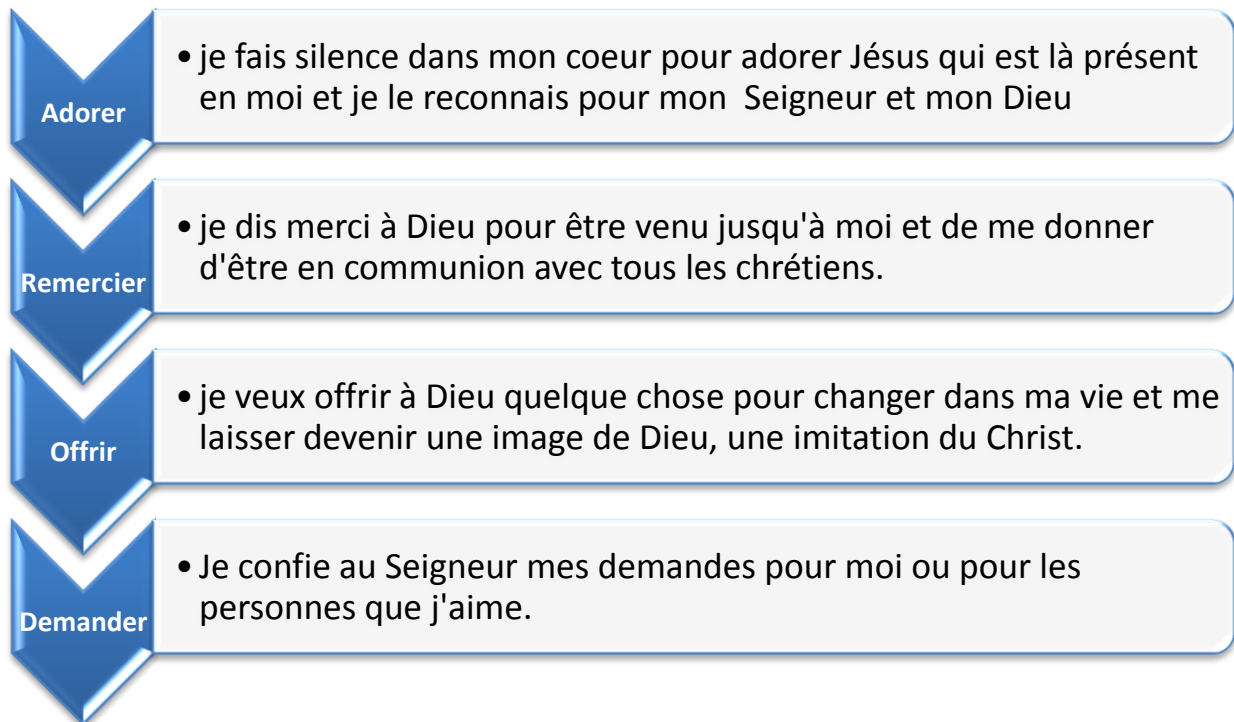 Adorer
• je fais silence dans mon coeur pour adorer Jésus qui est là présent
en moi et je le reconnais pour mon  Seigneur et mon Dieu
Remercier
• je dis merci à Dieu pour être venu jusqu'à moi et de me donner
d'être en communion avec tous les chrétiens.
Offrir
• je veux offrir à Dieu quelque chose pour changer dans ma vie et me
laisser devenir une image de Dieu, une imitation du Christ.
Demander
• Je confie au Seigneur mes demandes pour moi ou pour les
personnes que j'aime.